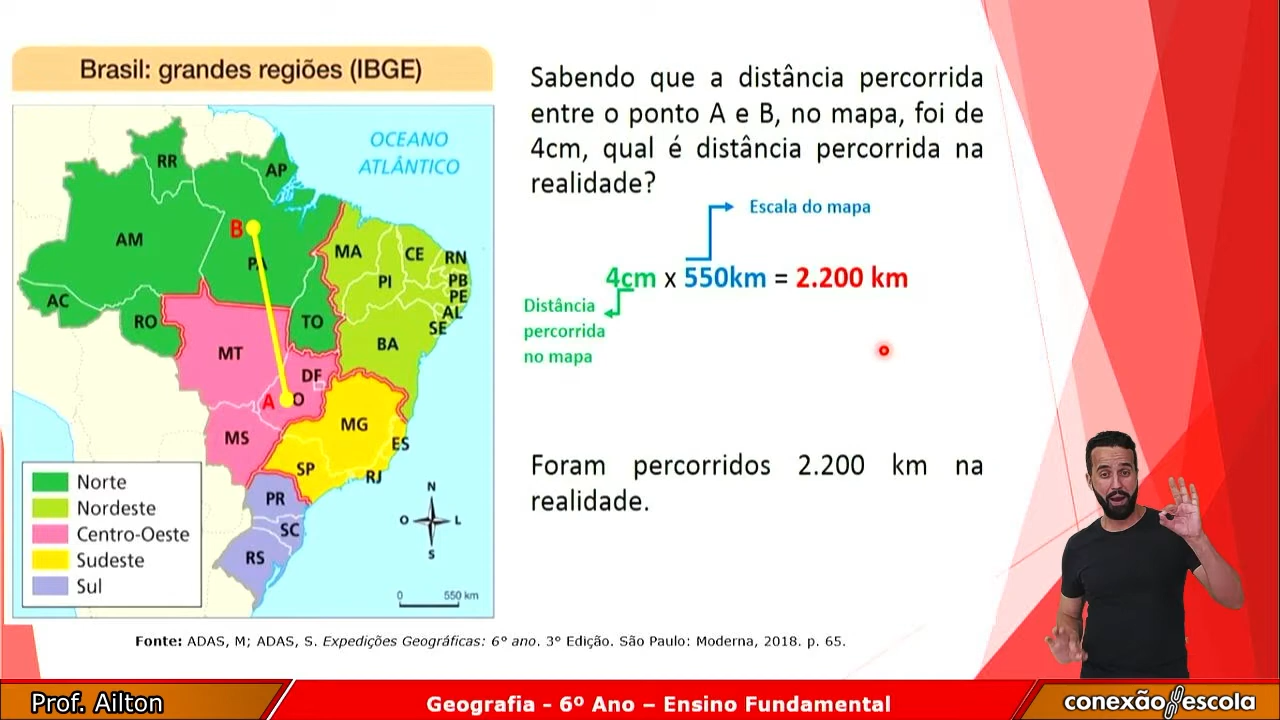 Brasil: grandes regiões (IBGE)
OCEANO
ATLÂNTICO
RR
AP
AM
B
PA
MA
CE
RN
PB
PE
AL
SE
PI
AC
RO
TO
MT
BA
DF
A
O
MG
MS
ES
SP
RJ
PR
SC
RS
Norte
Nordeste
Centro-Oeste
Sudeste
Sul
N
O
L
S
0
550 km
Sabendo que a distância percorrida
entre o ponto A e B, no mapa, foi de
4cm, qual é distância percorrida na
realidade?
Escala do mapa
4cm x 550km = 2.200 km
Distância
percorrida
no mapa
Foram percorridos 2.200 km na
realidade.
Fonte: ADAS, M; ADAS, S. Expedições Geográficas: 6° ano. 3° Edição. São Paulo: Moderna, 2018. p. 65.
Prof. Ailton
Geografia - 6º Ano – Ensino Fundamental
conexão escola